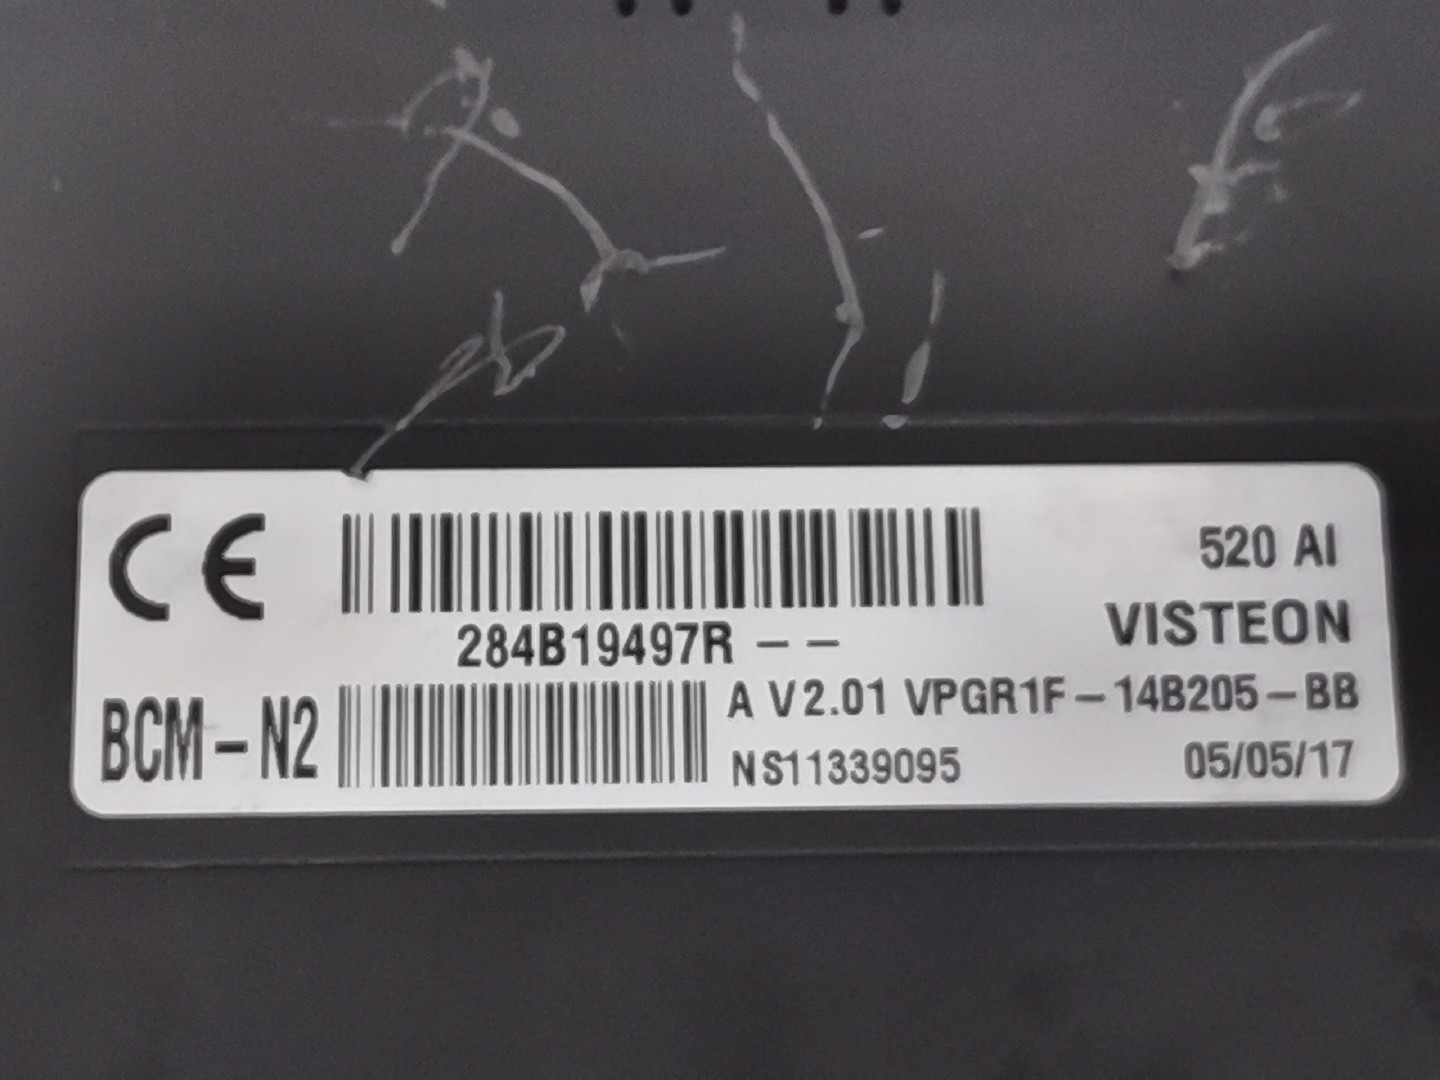 CE
284B19497R – –
520 AI
VISTEON
BCM – N2
A V2.01 VPGR1F – 14B205 – BB
NS11339095
05/05/17